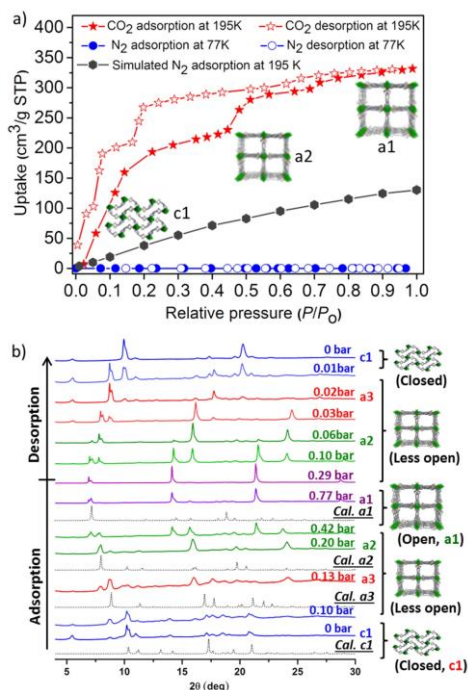 a)
CO₂ adsorption at 195K
CO₂ desorption at 195K
N₂ adsorption at 77K
N₂ desorption at 77K
Simulated N₂ adsorption at 195 K
Uptake (cm³/g STP)
400
350
300
250
200
150
100
50
0
c1
a2
a1
0.0 0.1 0.2 0.3 0.4 0.5 0.6 0.7 0.8 0.9 1.0
Relative pressure (P/P₀)
b)
Desorption
Adsorption
0 bar c1
0.01bar
0.02bar a3
0.03bar
0.06bar a2
0.10 bar
0.29 bar
0.77 bar a1
Cal. a1
0.42 bar
0.20 bar a2
Cal. a2
0.13 bar a3
Cal. a3
0.10 bar
0 bar c1
Cal. c1
(Closed)
(Less open)
(Open, a1)
(Less open)
(Closed, c1)
5 10 15 20 25 30
2θ (deg)